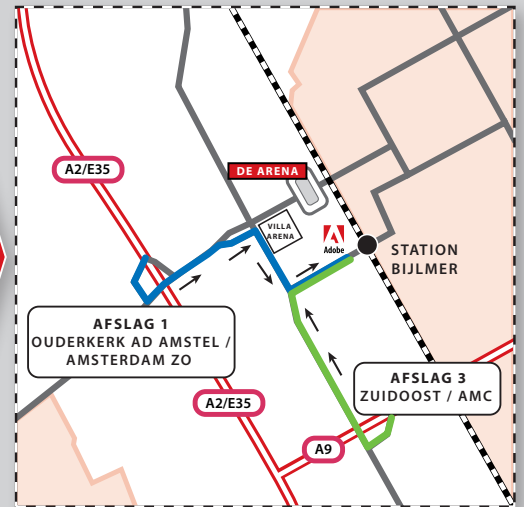 A2/E35
DE ARENA
VILLA
ARENA
Adobe
STATION
BIJLMER
AFSLAG 1
OUDERKERK AD AMSTEL /
AMSTERDAM ZO
AFSLAG 3
ZUIDOOST / AMC
A2/E35
A9